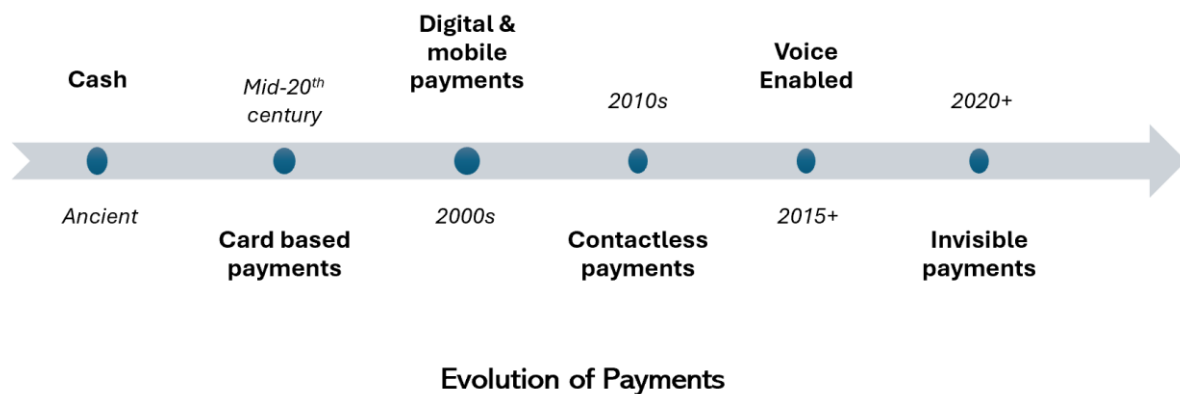 Cash
Ancient
Mid-20th
century
Card based
payments
Digital &
mobile
payments
2000s
2010s
Contactless
payments
Voice
Enabled
2015+
2020+
Invisible
payments
Evolution of Payments